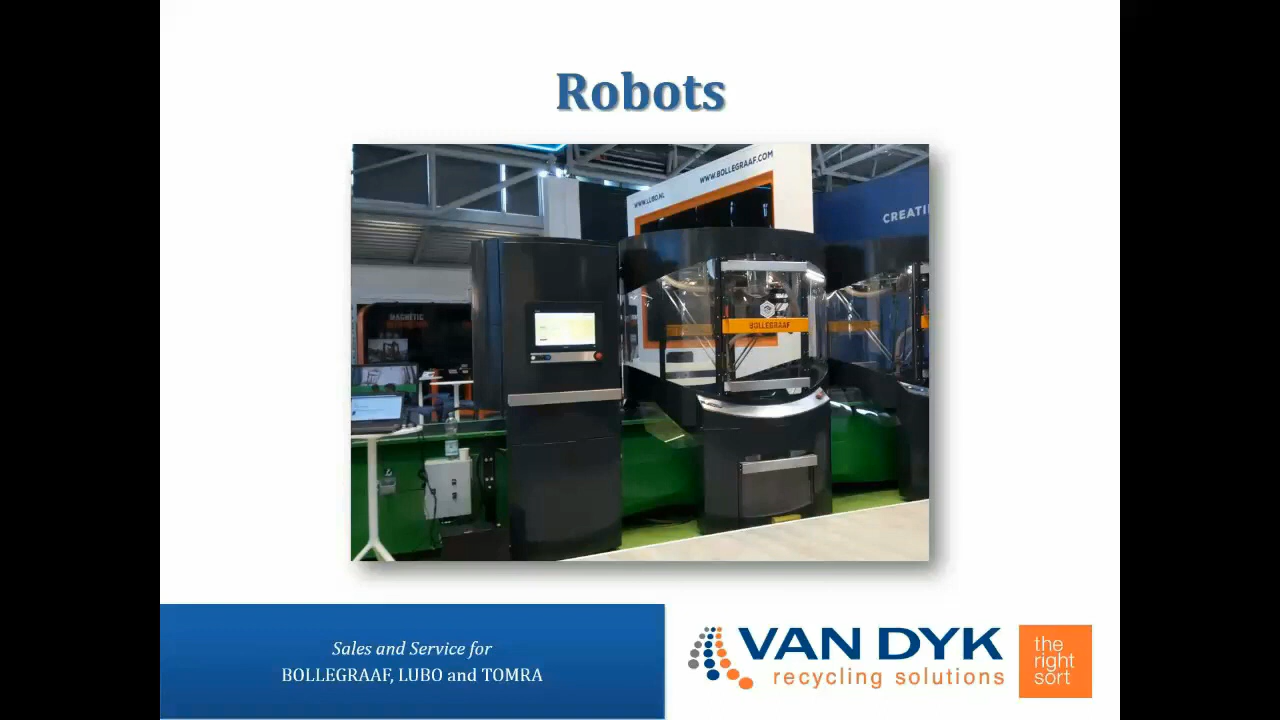 Robots
WWW.BOLLEGRAAF.COM
WWW.LUBO.NL
CREATI
MAGNETIC
BOLLEGRAAF
Sales and Service for
BOLLEGRAAF, LUBO and TOMRA
VAN DYK
recycling solutions
the
right
sort